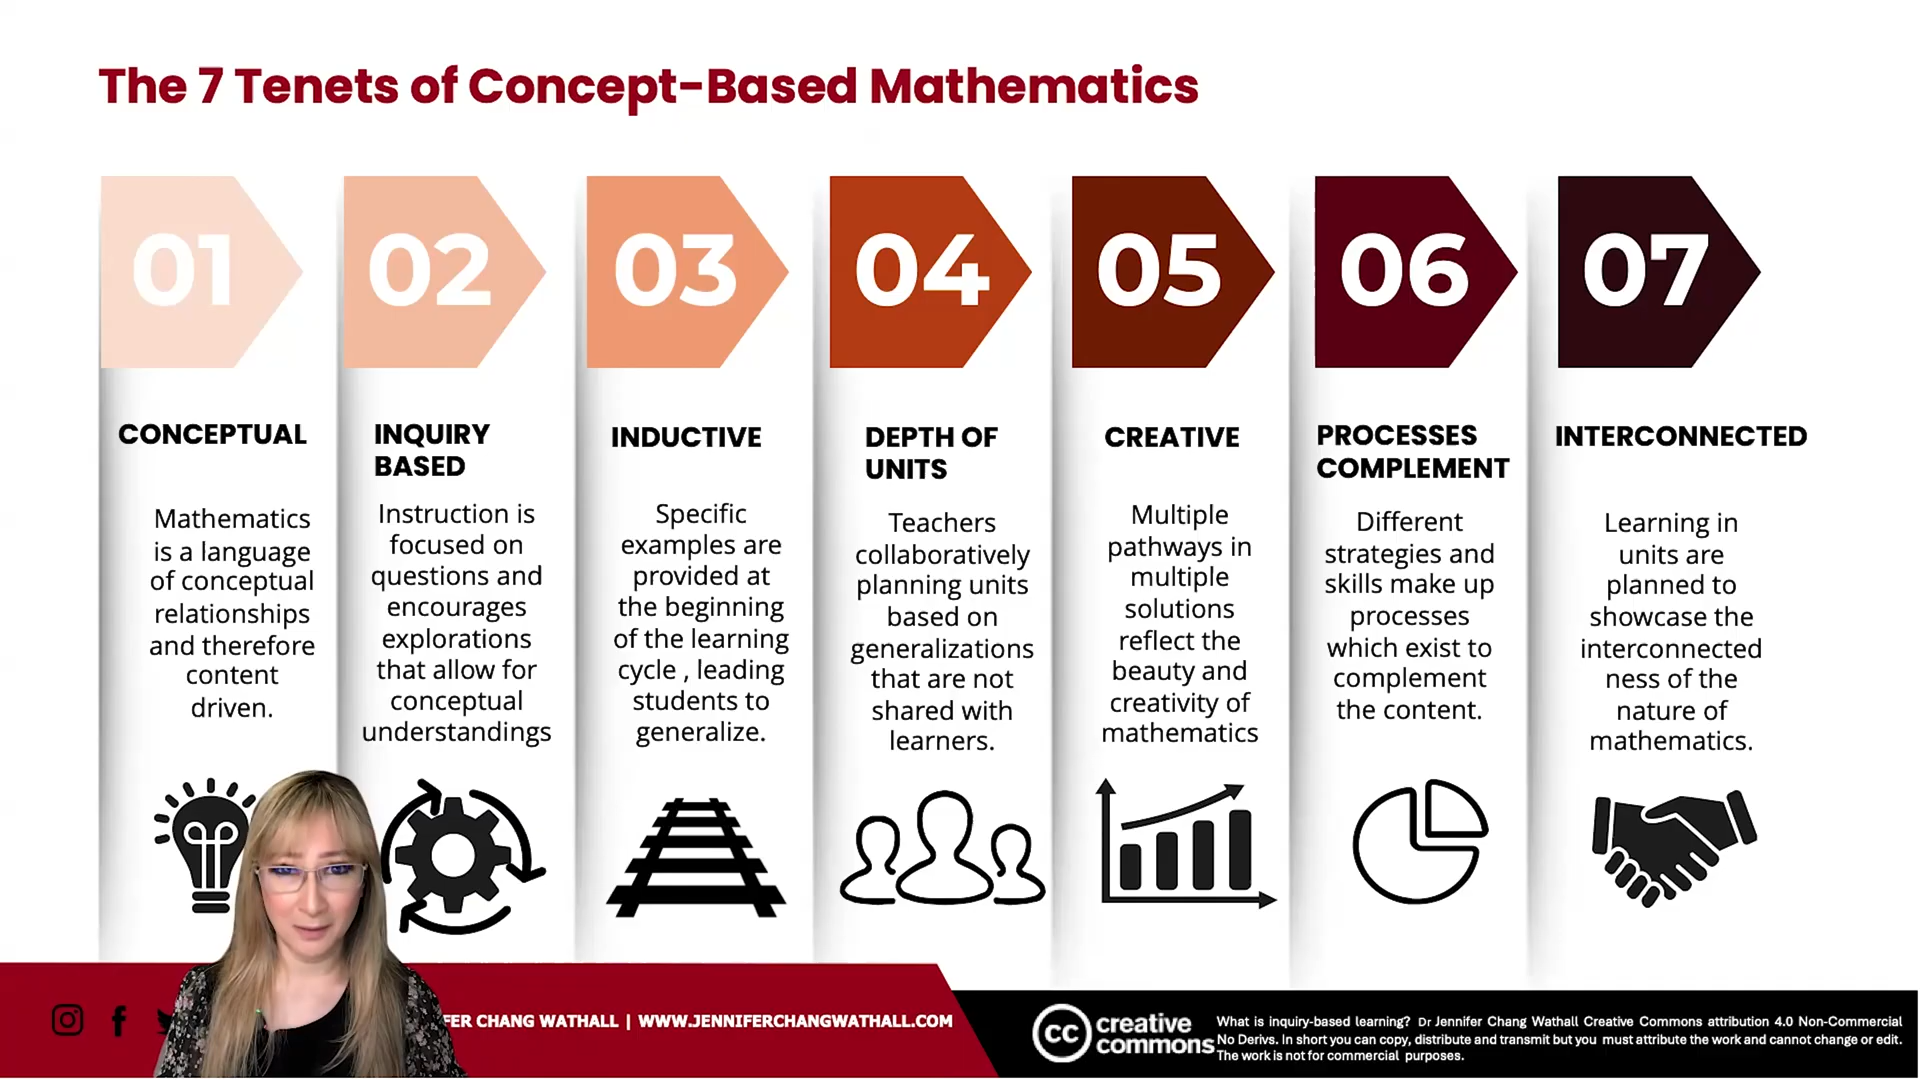 The 7 Tenets of Concept-Based Mathematics
01
CONCEPTUAL
Mathematics
is a language
of conceptual
relationships
and therefore
content
driven.
02
INQUIRY
BASED
Instruction is
focused on
questions and
encourages
explorations
that allow for
conceptual
understandings
03
INDUCTIVE
Specific
examples are
provided at
the beginning
of the learning
cycle , leading
students to
generalize.
04
DEPTH OF
UNITS
Teachers
collaboratively
planning units
based on
generalizations
that are not
shared with
learners.
05
CREATIVE
Multiple
pathways in
multiple
solutions
reflect the
beauty and
creativity of
mathematics
06
PROCESSES
COMPLEMENT
Different
strategies and
skills make up
processes
which exist to
complement
the content.
07
INTERCONNECTED
Learning in
units are
planned to
showcase the
interconnected
ness of the
nature of
mathematics.
FER CHANG WATHALL | WWW.JENNIFERCHANGWATHALL.COM
cc creative
commons
What is inquiry-based learning? Dr Jennifer Chang Wathall Creative Commons attribution 4.0 Non-Commercial
No Derivs. In short you can copy, distribute and transmit but you must attribute the work and cannot change or edit.
The work is not for commercial purposes.